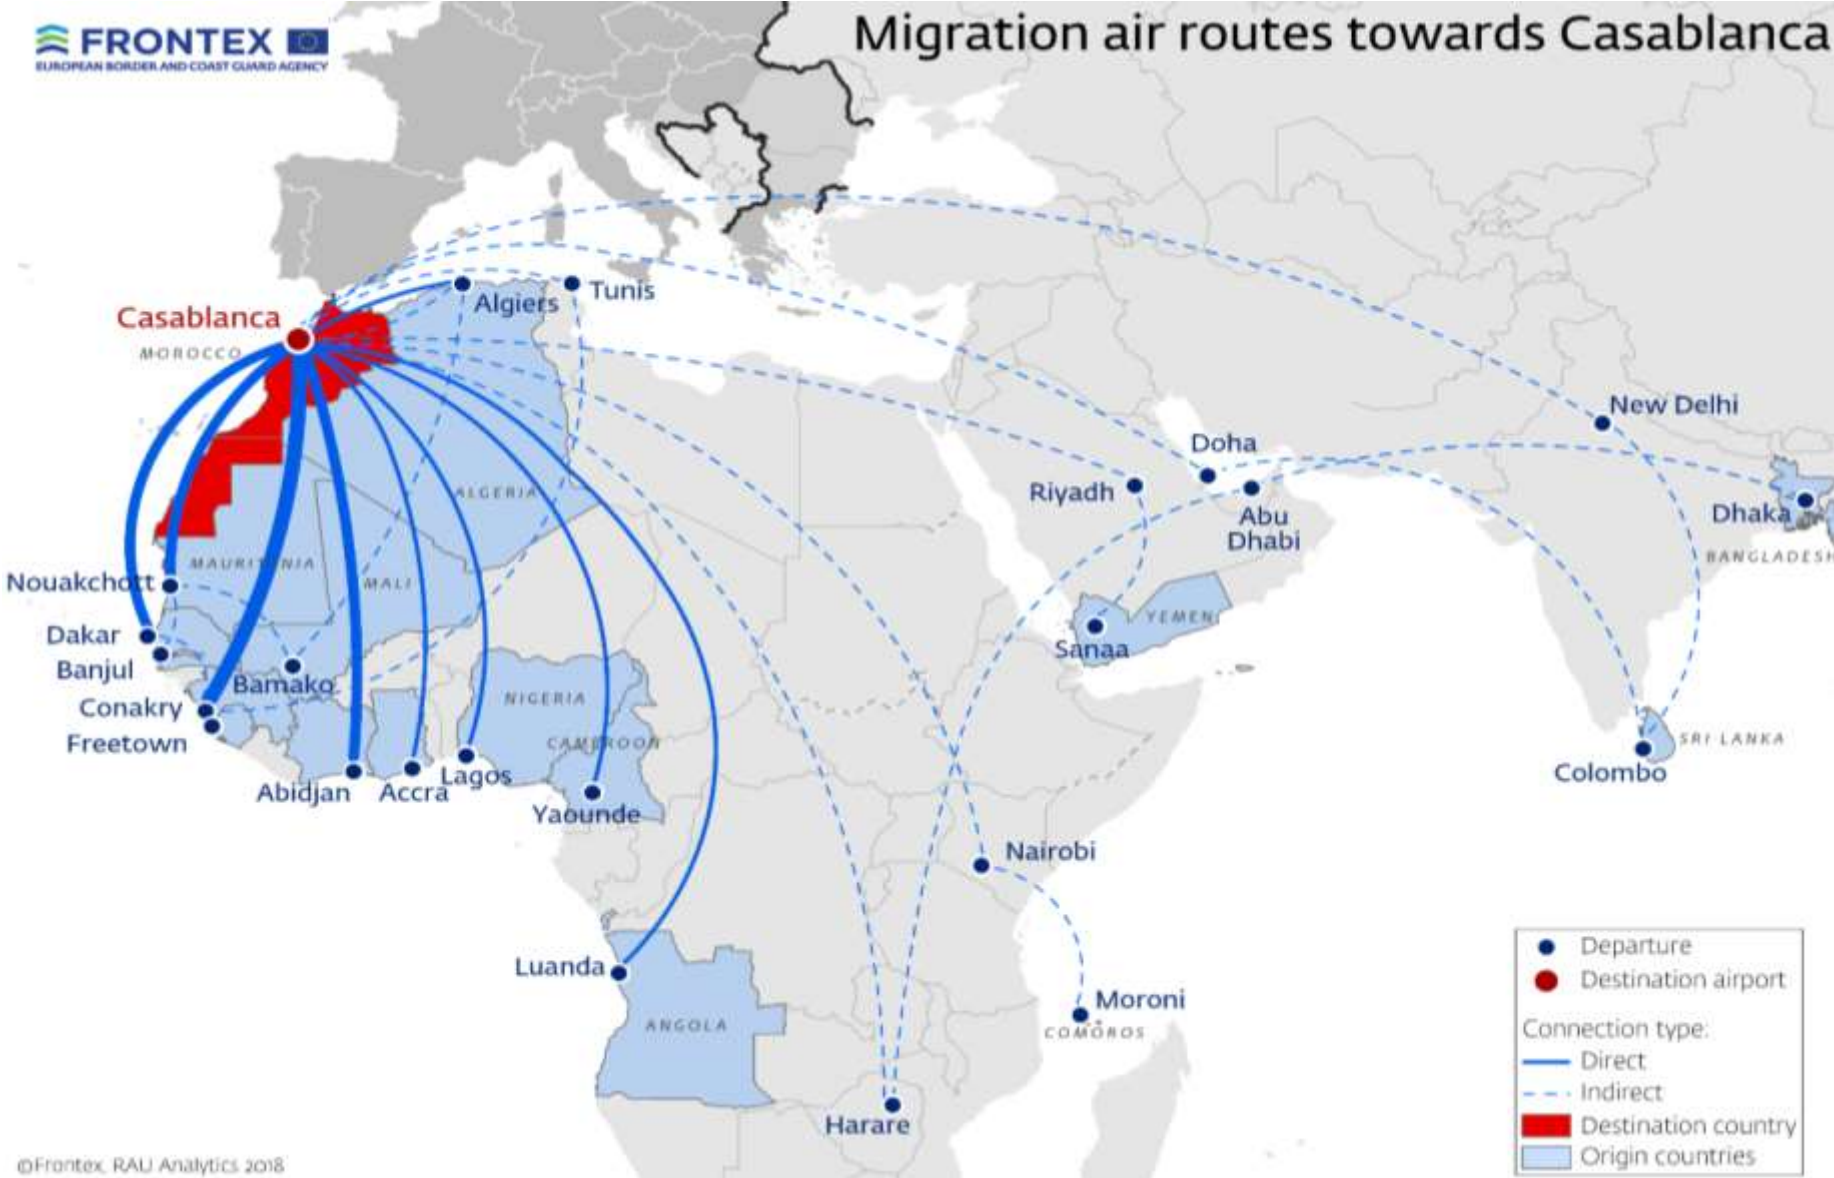 FRONTEX
EUROPEAN BORDER AND COAST GUARD AGENCY
Migration air routes towards Casablanca
Casablanca
MOROCCO
Algiers
Tunis
New Delhi
Doha
Riyadh
Abu
Dhabi
Dhaka
BANGLADESH
ALGERIA
MAURITANIA
MALI
Nouakchott
Dakar
Banjul
Bamako
Conakry
Freetown
Abidjan
Accra
Lagos
NIGERIA
CAMEROON
Yaounde
YEMEN
Sanaa
SRI LANKA
Colombo
Nairobi
Luanda
ANGOLA
Moroni
COMOROS
Harare
Departure
Destination airport
Connection type:
Direct
Indirect
Destination country
Origin countries
©Frontex, RAU Analytics 2018